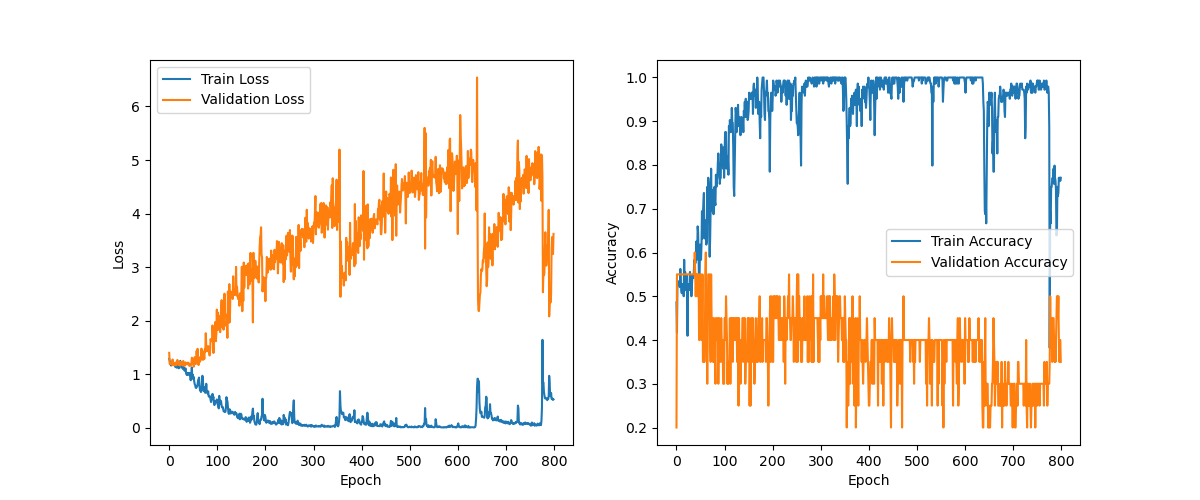 Train Loss
Validation Loss
6
5
4
3
2
1
0
Loss
0 100 200 300 400 500 600 700 800
Epoch
1.0
0.9
0.8
0.7
0.6
0.5
0.4
0.3
0.2
Accuracy
Train Accuracy
Validation Accuracy
0 100 200 300 400 500 600 700 800
Epoch